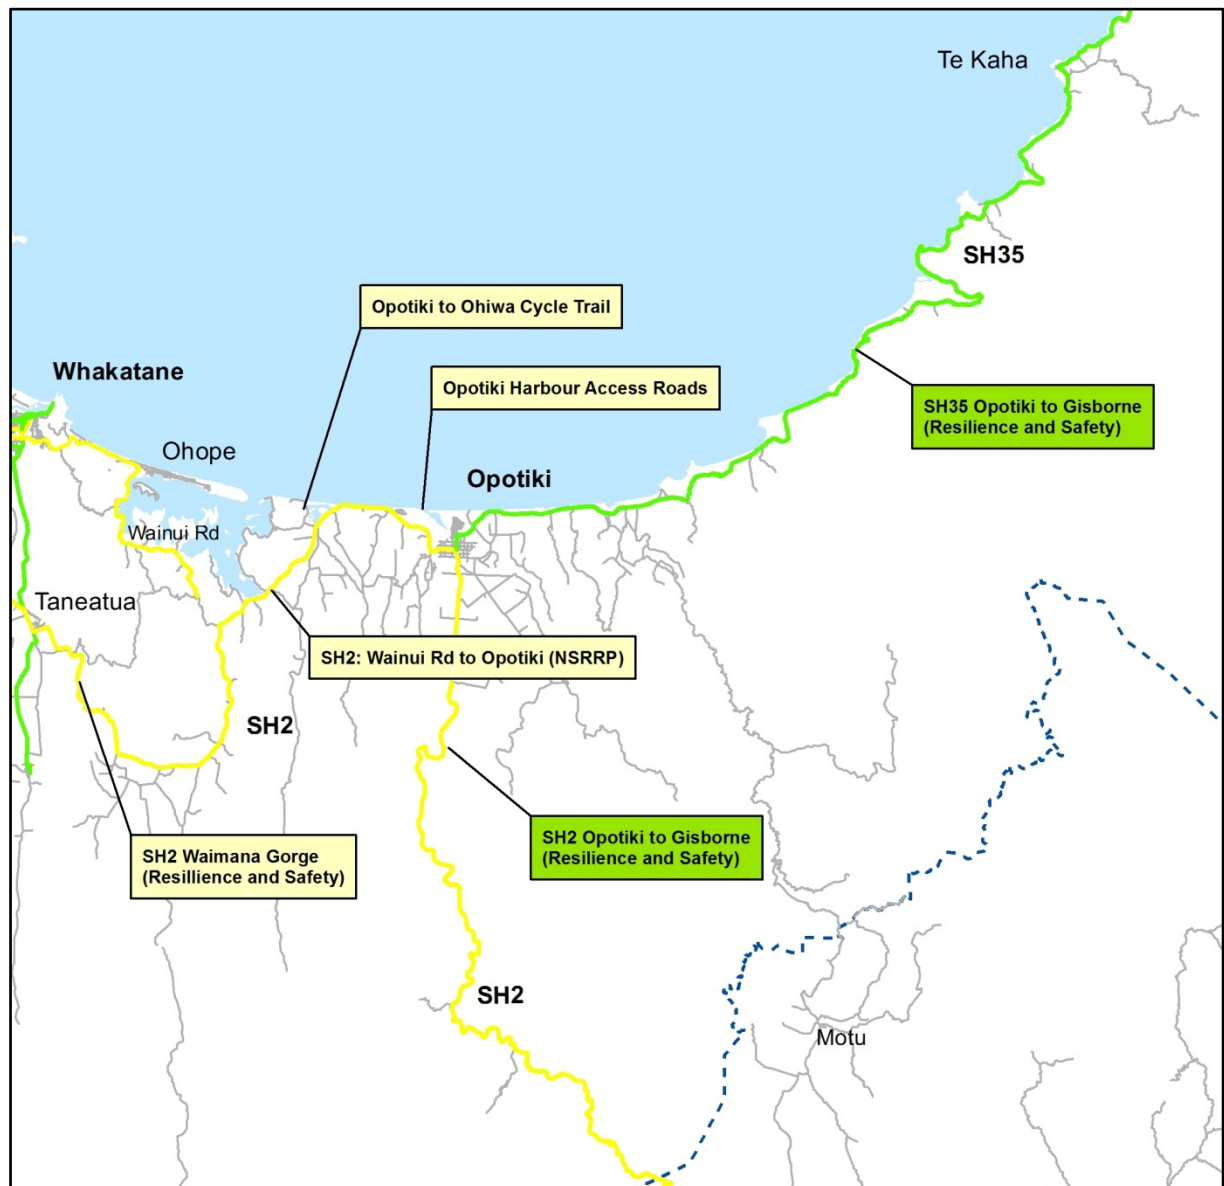 Te Kaha
SH35
Opotiki to Ohiwa Cycle Trail
Whakatane
Opotiki Harbour Access Roads
SH35 Opotiki to Gisborne
(Resilience and Safety)
Ohope
Opotiki
Wainui Rd
Taneatua
SH2: Wainui Rd to Opotiki (NSRRP)
SH2
SH2 Waimana Gorge
(Resillience and Safety)
SH2 Opotiki to Gisborne
(Resilience and Safety)
SH2
Motu